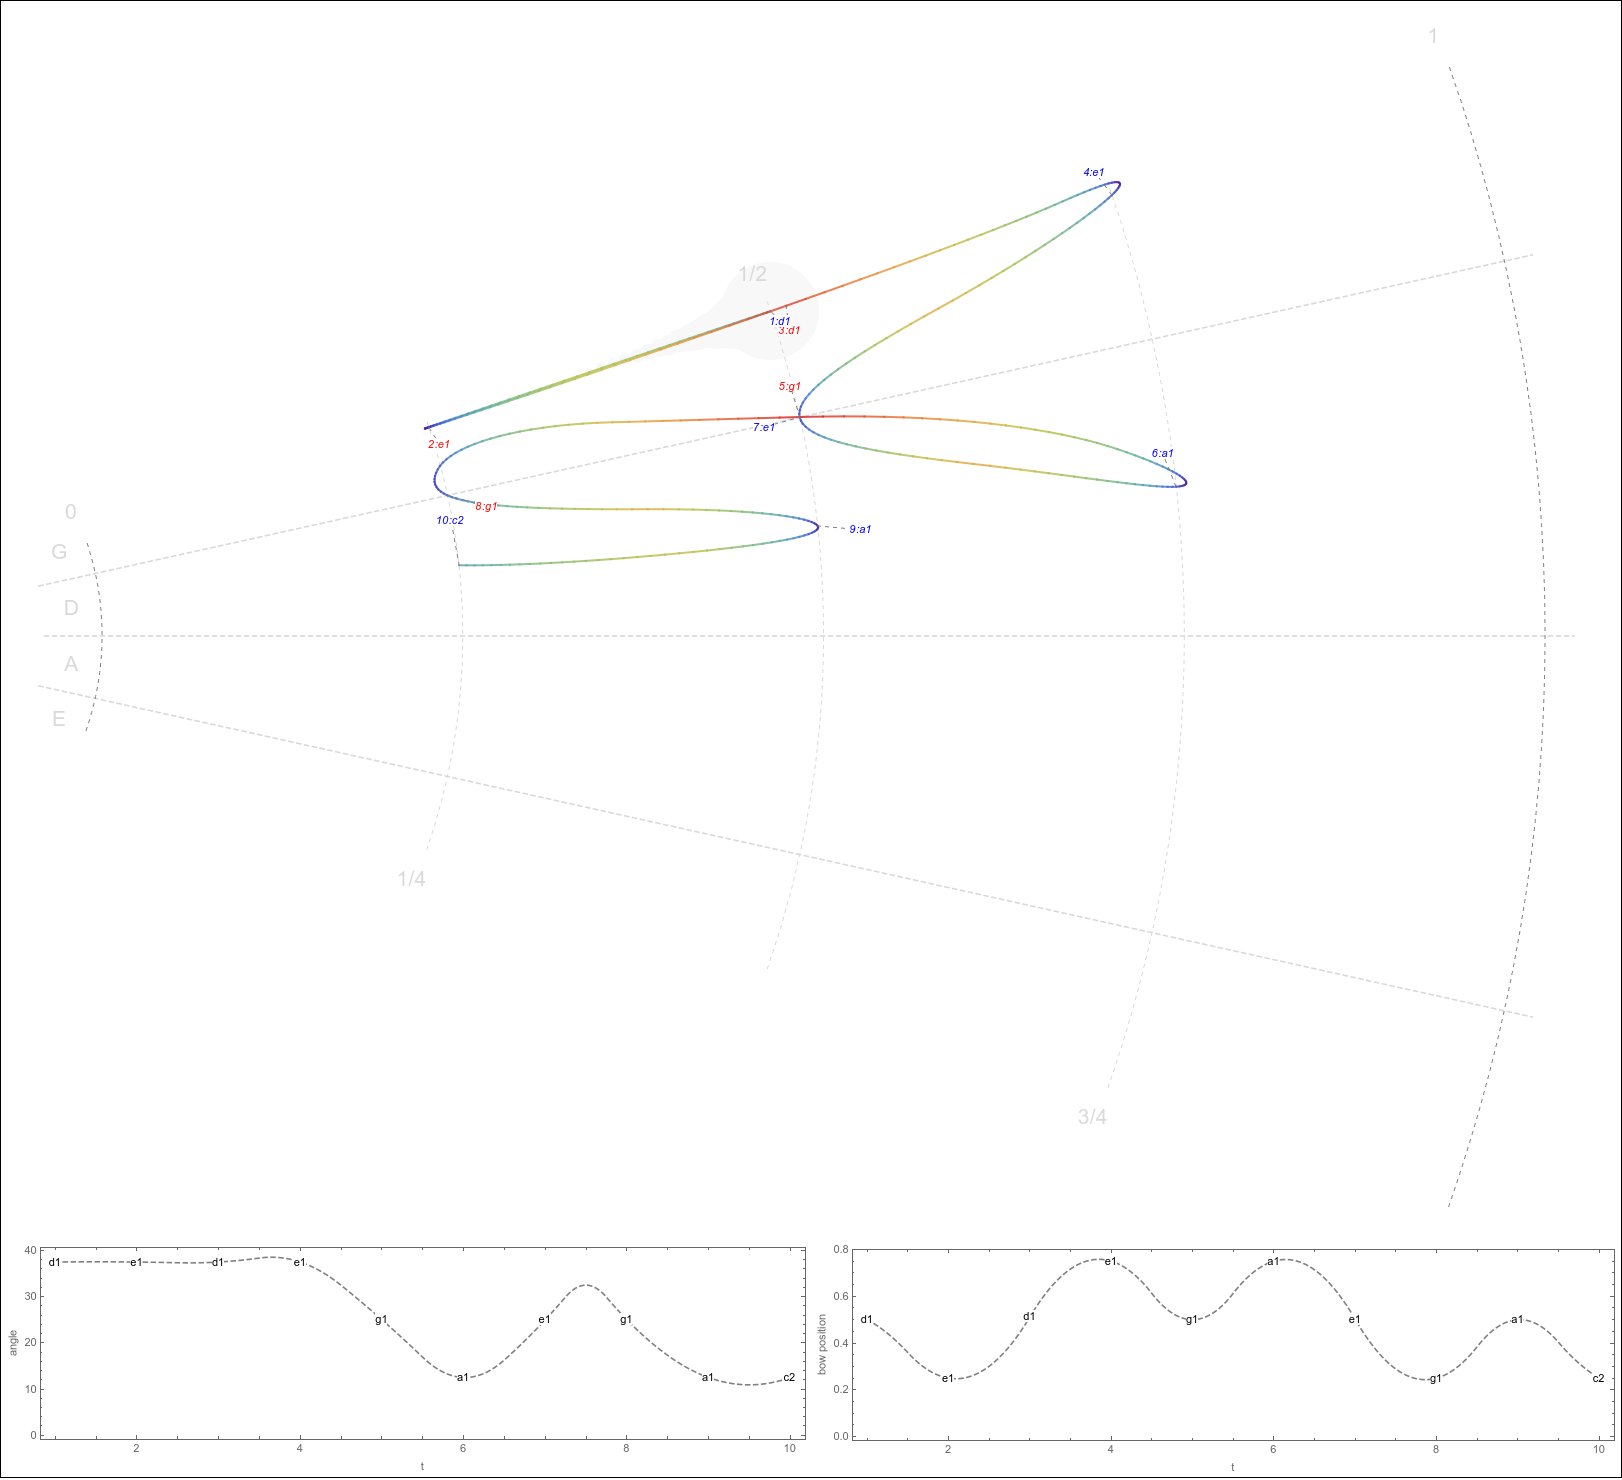 1
4:e1
1/2
1:d1
3:d1
5:g1
7:e1
2:e1
6:a1
8:g1
0
10:c2
9:a1
G
D
A
E
1/4
3/4
40
30
20
10
0
angle
d1 e1 d1 e1 g1 a1 e1 g1 a1 c2
2 4 6 8 10
t
0.8
0.6
0.4
0.2
0.0
bow position
d1 e1 d1 e1 g1 a1 e1 g1 a1 c2
2 4 6 8 10
t